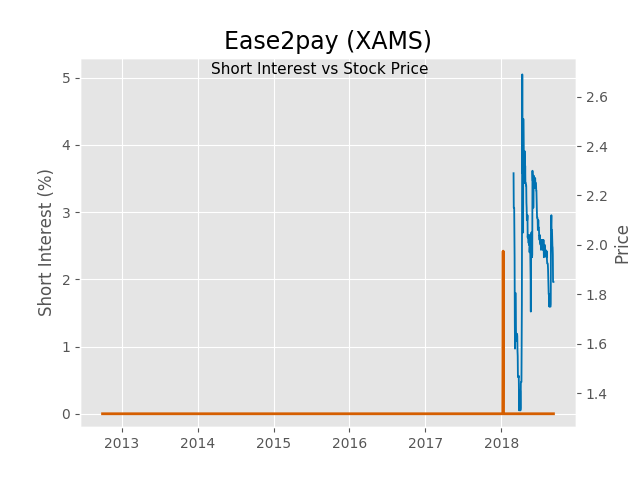 Ease2pay (XAMS)
Short Interest vs Stock Price
Short Interest (%)
5
4
3
2
1
0
2.6
2.4
2.2
2.0
1.8
1.6
1.4
Price
2013 2014 2015 2016 2017 2018